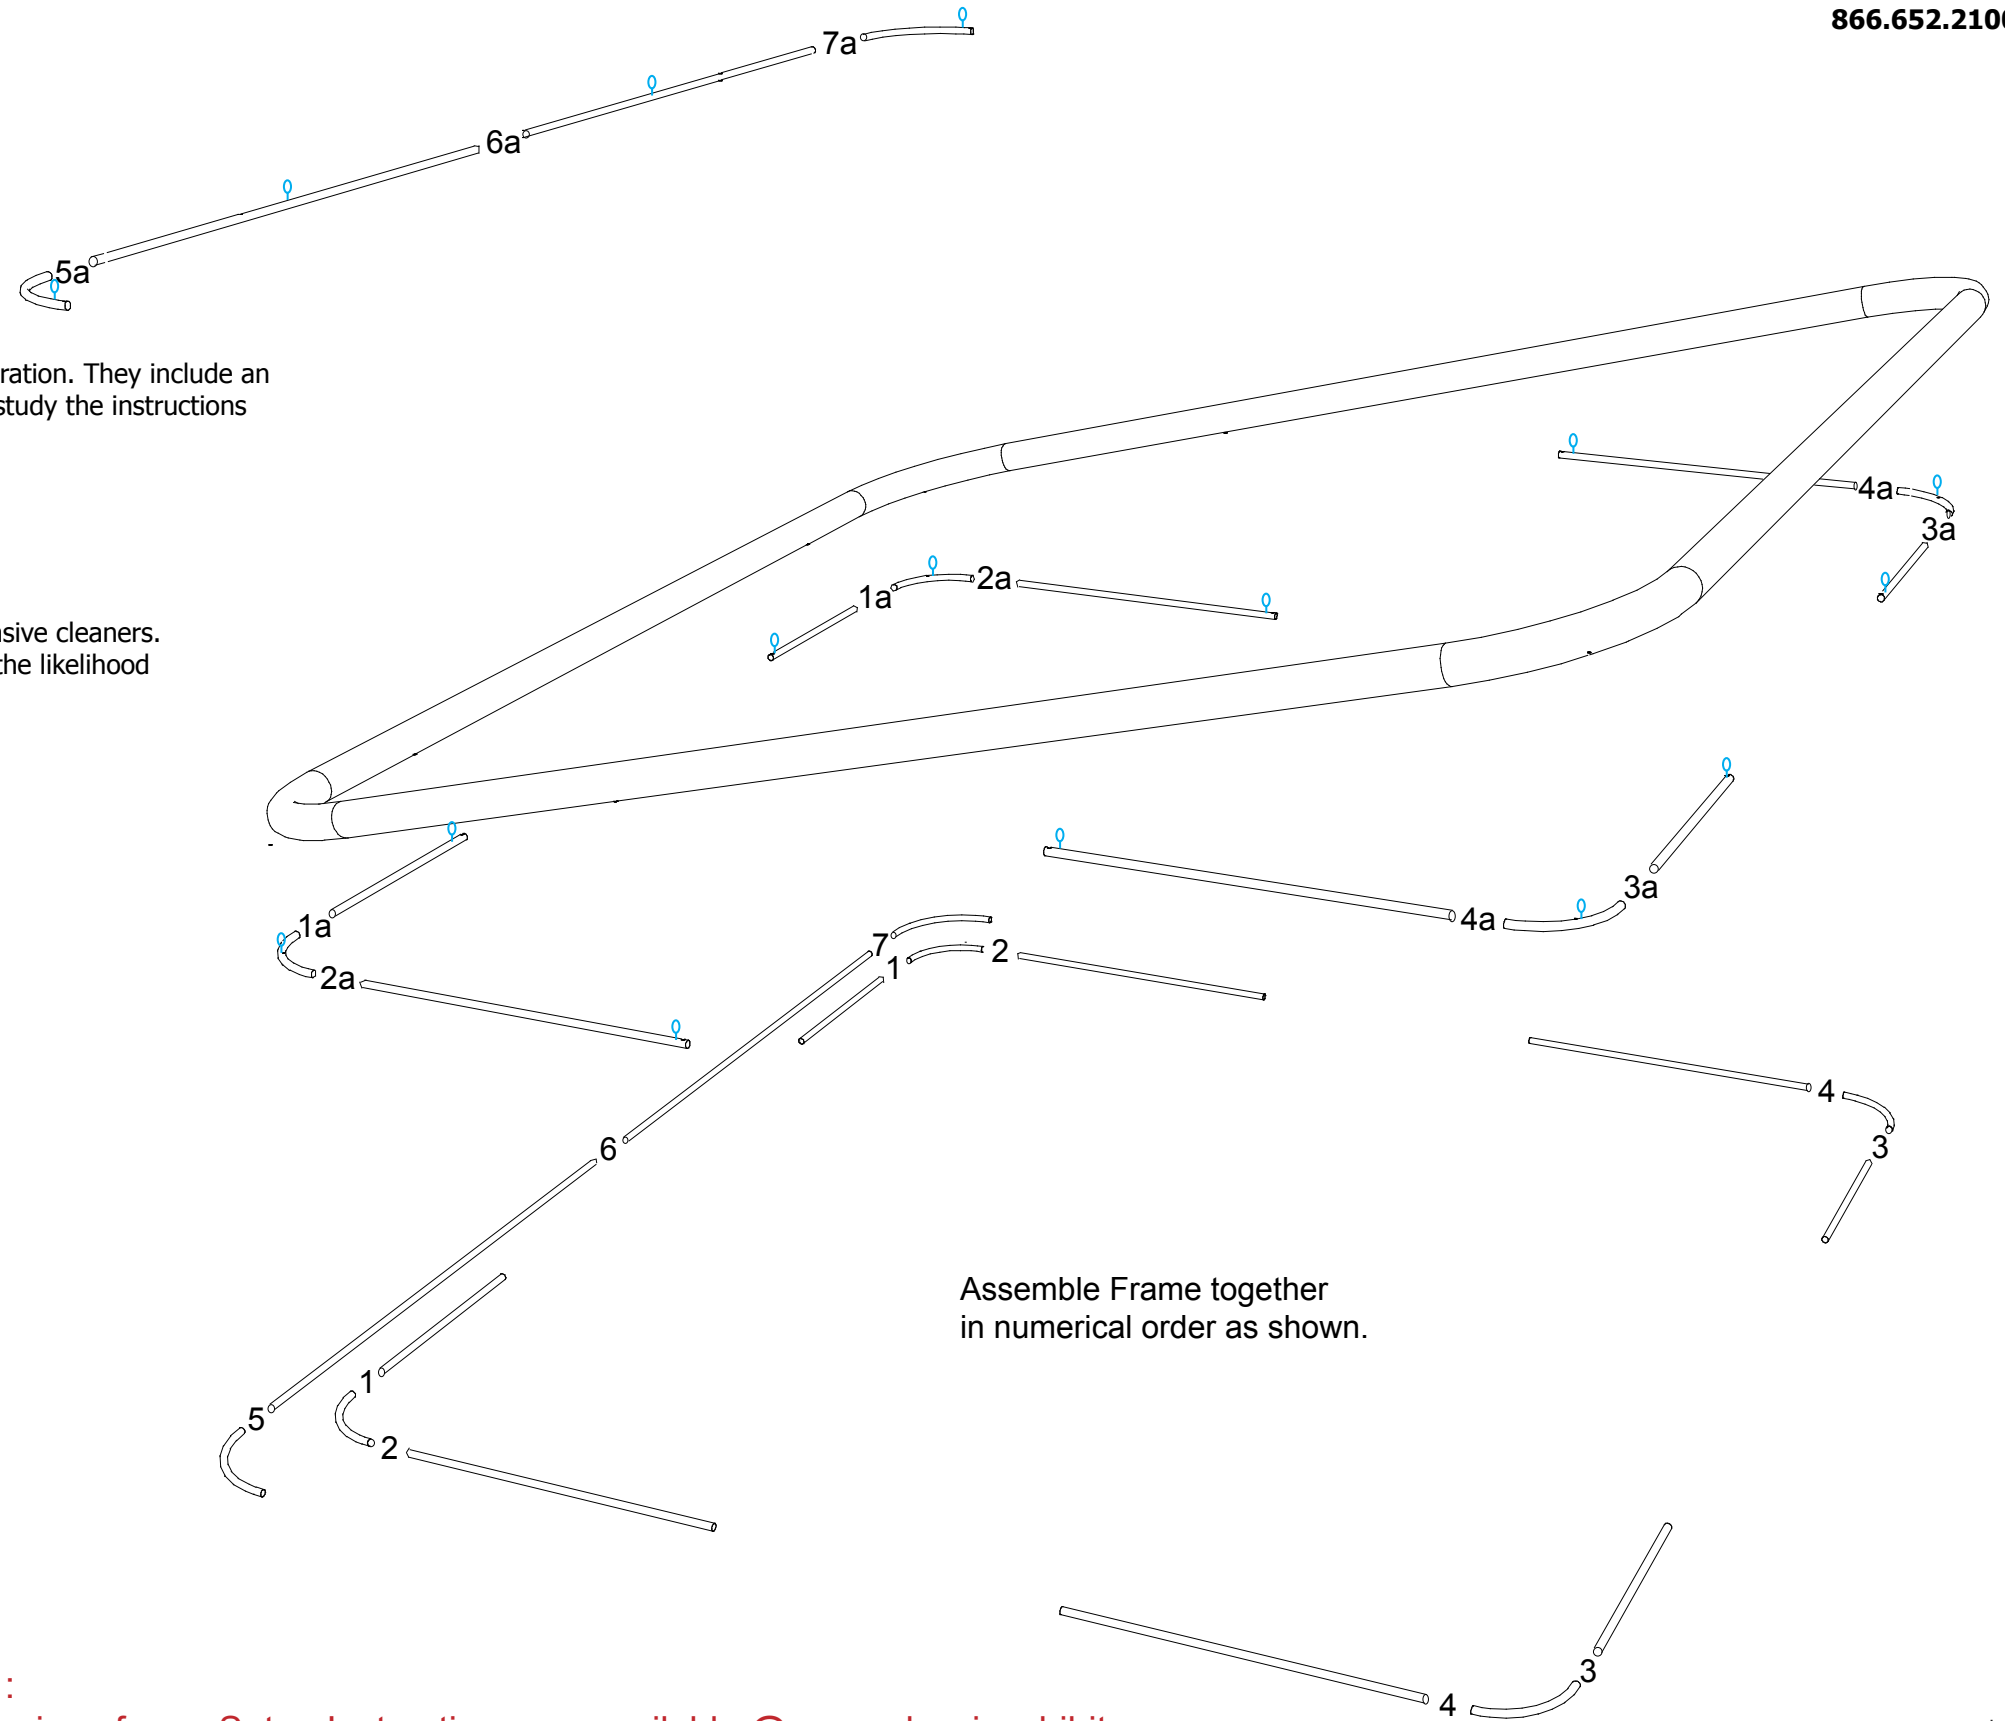 866.652.210
7a
6a
5a
ration. They include an
study the instructions
4a
3a
2a
1a
sive cleaners.
the likelihood
3a
1a
4a
7
2
1
2a
4
3
6
Assemble Frame together
in numerical order as shown.
1
5
2
3
4
: